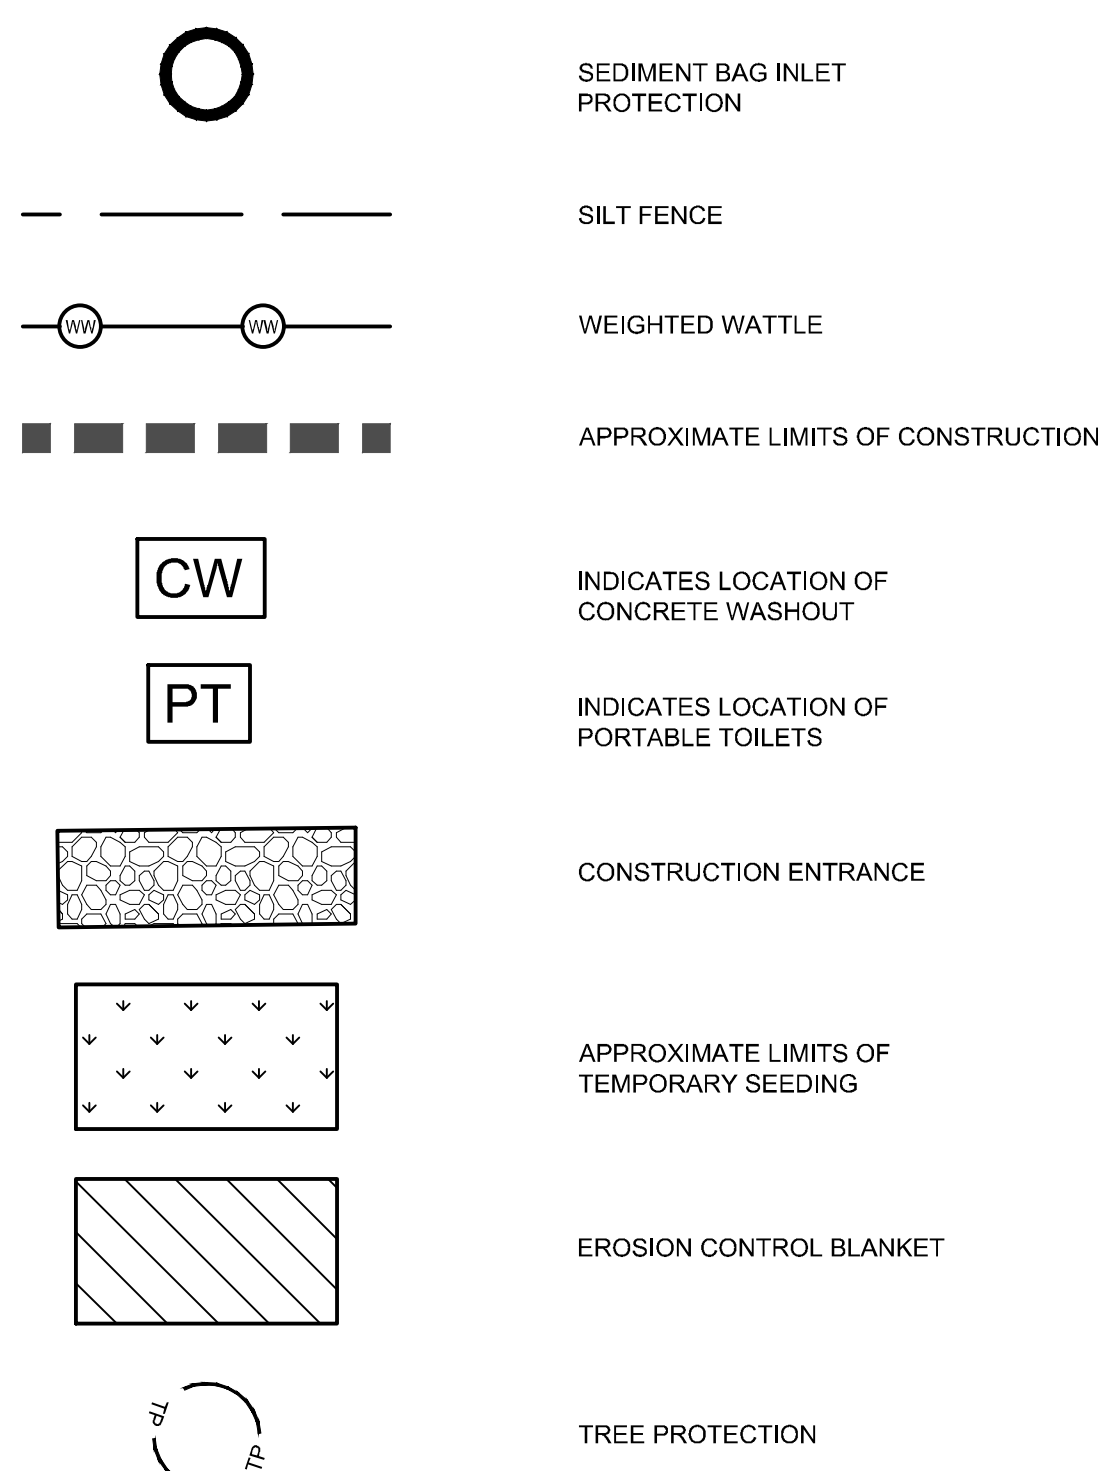 SEDIMENT BAG INLET
PROTECTION
SILT FENCE
WW WW
WEIGHTED WATTLE
APPROXIMATE LIMITS OF CONSTRUCTION
CW
INDICATES LOCATION OF
CONCRETE WASHOUT
PT
INDICATES LOCATION OF
PORTABLE TOILETS
CONSTRUCTION ENTRANCE
APPROXIMATE LIMITS OF
TEMPORARY SEEDING
EROSION CONTROL BLANKET
TP
TP
TREE PROTECTION